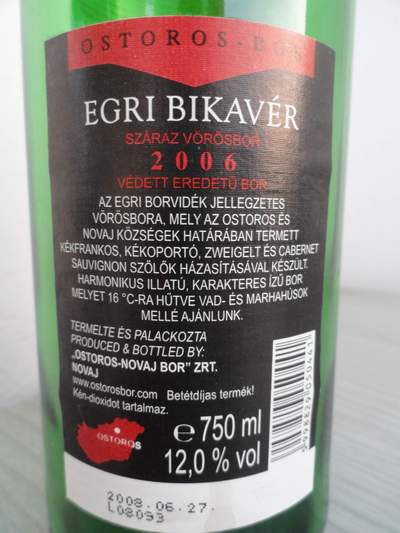 OSTOROS-BOR
EGRI BIKAVÉR
SZÁRAZ VÖRÖSBOR
2006
VÉDETT EREDETŰ BOR
AZ EGRI BORVIDÉK JELLEGZETES
VÖRÖSBORA, MELY AZ OSTOROS ÉS
NOVAJ KÖZSÉGEK HATÁRÁBAN TERMETT
KÉKFRANKOS, KÉKOPORTÓ, ZWEIGELT ÉS CABERNET
SAUVIGNON SZŐLŐK HÁZASÍTÁSÁVAL KÉSZÜLT.
HARMONIKUS ILLATÚ, KARAKTERES ÍZŰ BOR
MELYET 16 °C-RA HŰTVE VAD- ÉS MARHAHÚSOK
MELLÉ AJÁNLUNK.
TERMELTE ÉS PALACKOZTA
PRODUCED & BOTTLED BY:
„OSTOROS-NOVAJ BOR" ZRT.
NOVAJ
www.ostorosbor.com Betétdíjas termék!
Kén-dioxidot tartalmaz.
OSTOROS
℮ 750 ml
12,0 % vol
5998829050441
2008.06.27.
L08093